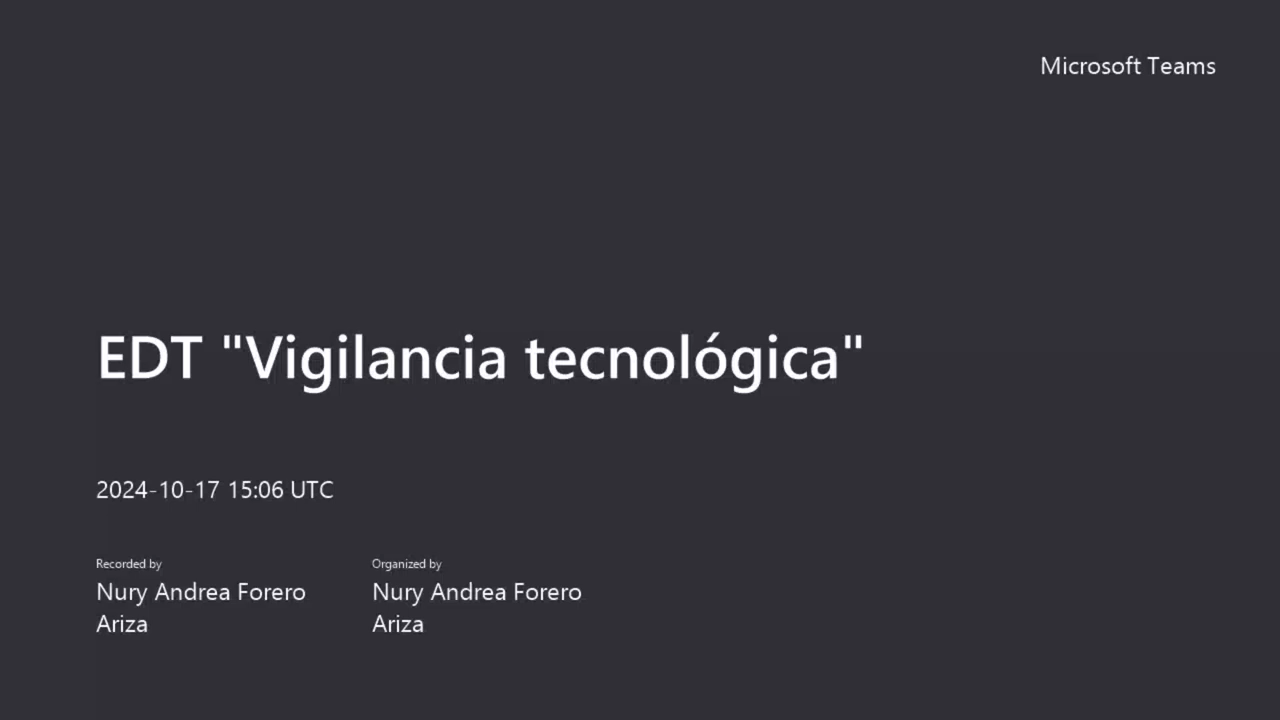 Microsoft Teams
EDT "Vigilancia tecnológica"
2024-10-17 15:06 UTC
Recorded by
Nury Andrea Forero
Ariza
Organized by
Nury Andrea Forero
Ariza